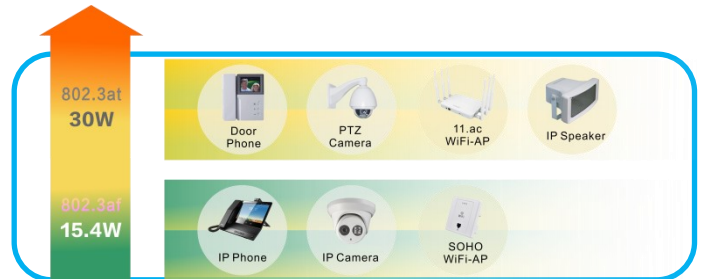 802.3at
30W
Door
Phone
PTZ
Camera
11.ac
WiFi-AP
IP Speaker
802.3af
15.4W
IP Phone
IP Camera
SOHO
WiFi-AP